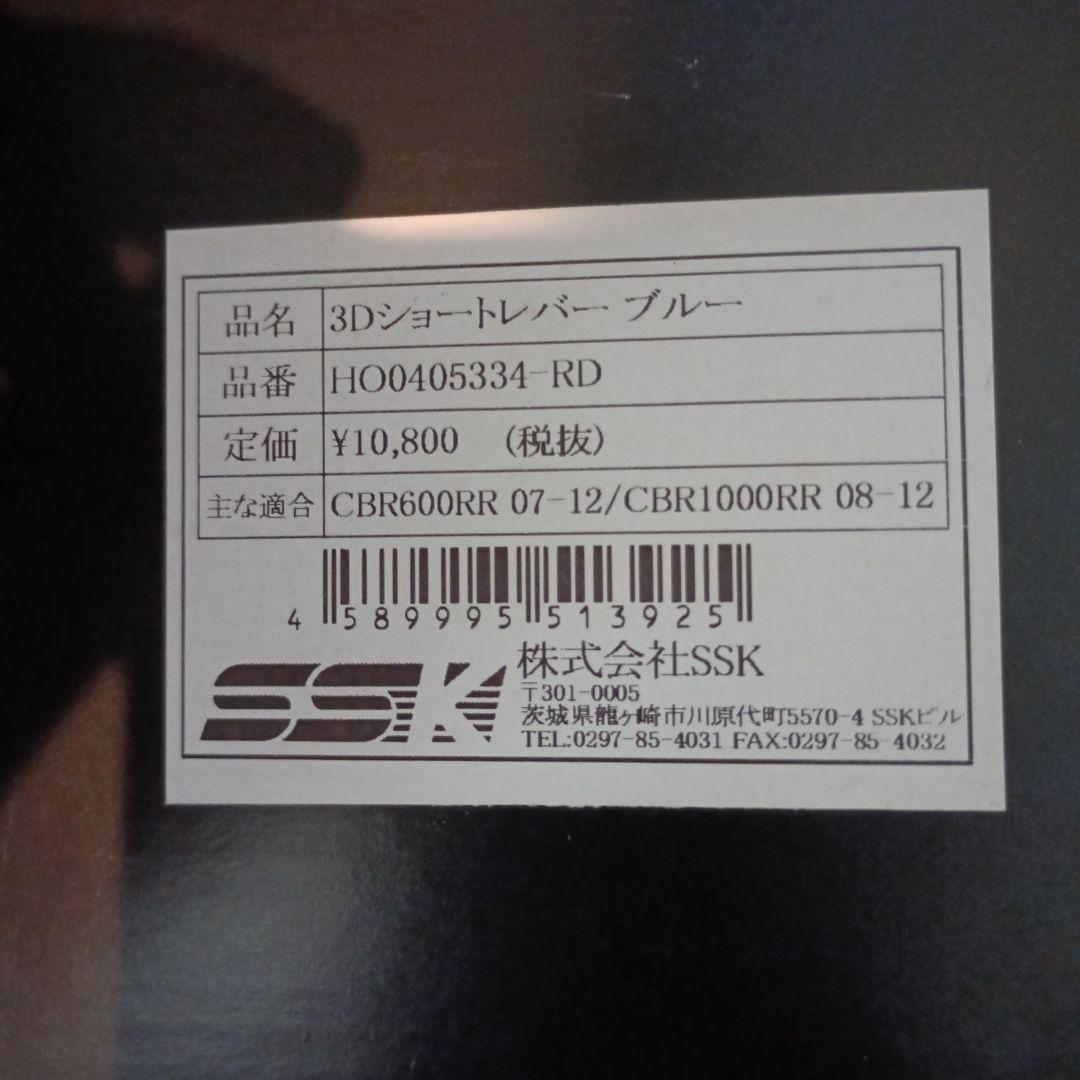 品名 3Dショートレバー ブルー
品番 HO0405334-RD
定価 ¥10,800 (税抜)
主な適合 CBR600RR 07-12/CBR1000RR 08-12
4 589995 513925
SSK 株式会社SSK
〒301-0005
茨城県龍ヶ崎市川原代町5570-4 SSKビル
TEL:0297-85-4031 FAX:0297-85-4032